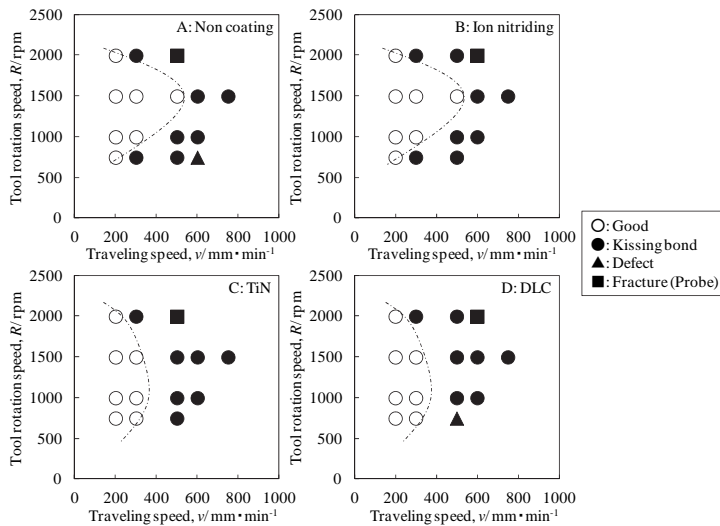 A: Non coating
Tool rotation speed, R/rpm
2500
2000
1500
1000
500
0
0 200 400 600 800 1000
Traveling speed, v/mm・min-1
B: Ion nitriding
Tool rotation speed, R/rpm
2500
2000
1500
1000
500
0
0 200 400 600 800 1000
Traveling speed, v/mm・min-1
C: TiN
Tool rotation speed, R/rpm
2500
2000
1500
1000
500
0
0 200 400 600 800 1000
Traveling speed, v/mm・min-1
D: DLC
Tool rotation speed, R/rpm
2500
2000
1500
1000
500
0
0 200 400 600 800 1000
Traveling speed, v/mm・min-1
○: Good
●: Kissing bond
▲: Defect
■: Fracture (Probe)